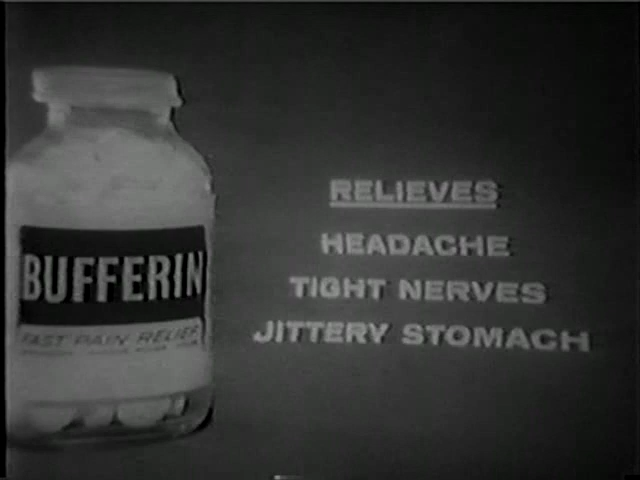 BUFFERIN
FAST PAIN RELIEF
RELIEVES
HEADACHE
TIGHT NERVES
JITTERY STOMACH